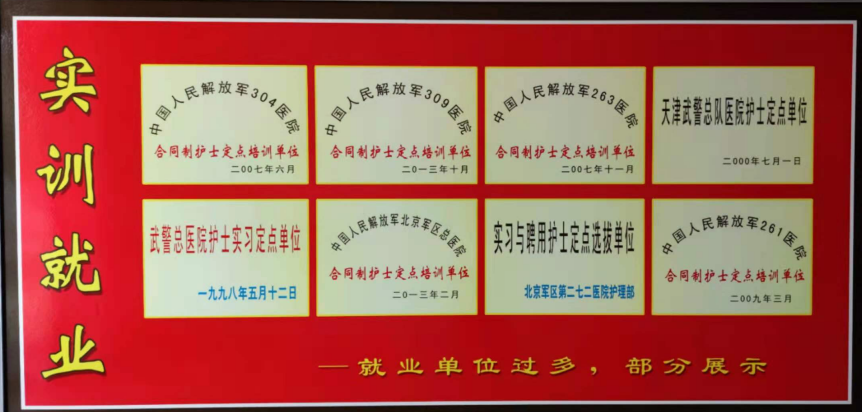 实训就业
中国人民解放军304医院
合同制护士定点培训单位
二00七年六月
中国人民解放军309医院
合同制护士定点培训单位
二0一三年十月
中国人民解放军263医院
合同制护士定点培训单位
二00七年十一月
天津武警总队医院护士定点单位
二000年七月一日
武警总医院护士实习定点单位
一九九八年五月十二日
中国人民解放军北京军区总医院
合同制护士定点培训单位
二0一三年二月
实习与聘用护士定点选拔单位
北京军区第二七二医院护理部
中国人民解放军261医院
合同制护士定点培训单位
二00九年三月
—就业单位过多，部分展示